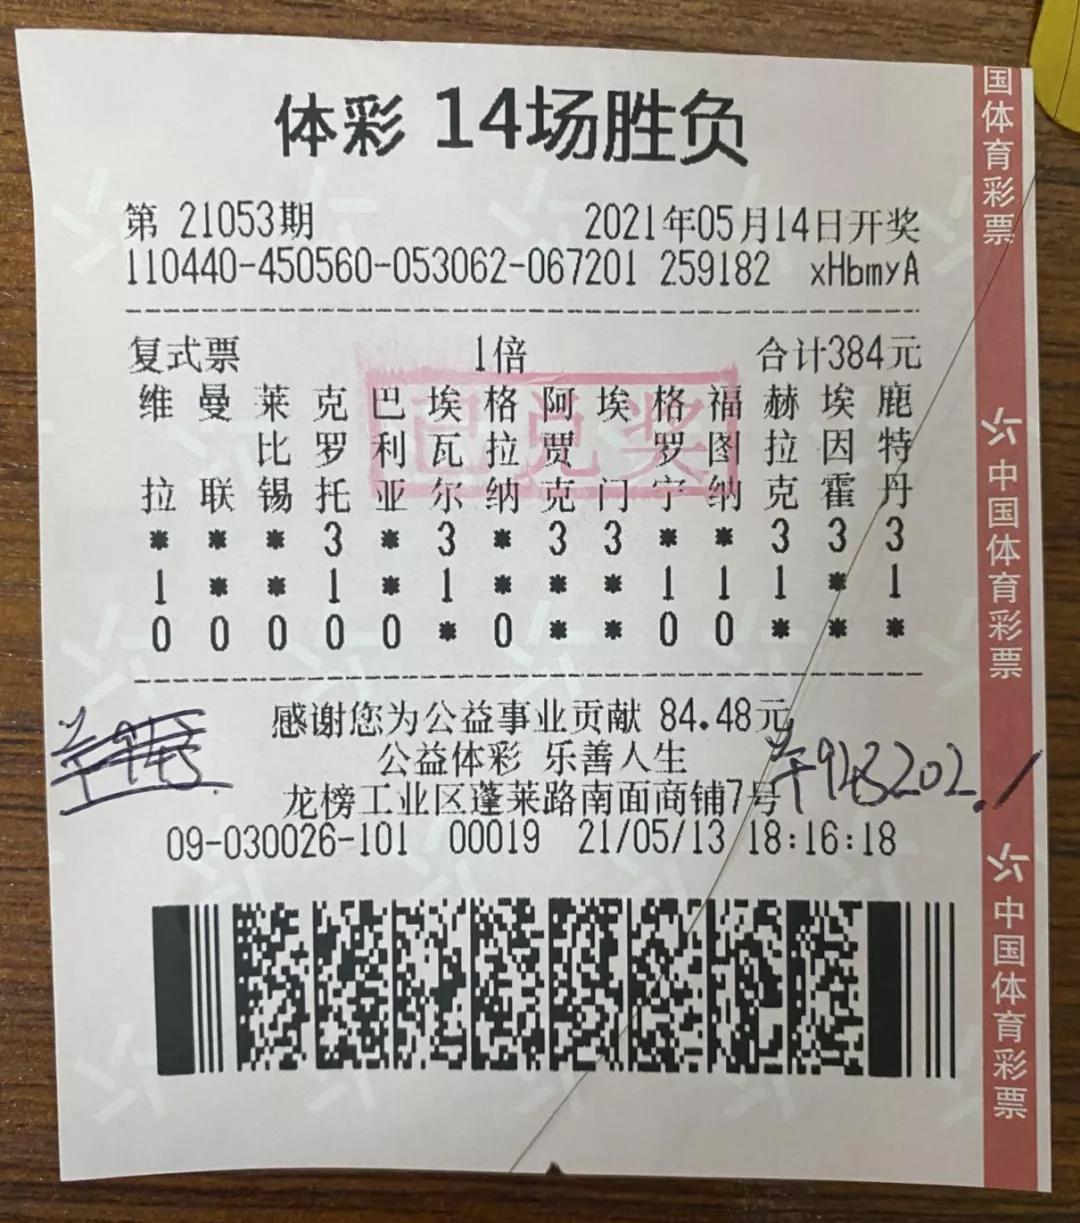 体彩 14场胜负
第 21053期 2021年05月14日开奖
110440-450560-053062-067201 259182 xHbmyA
复式票 1倍 合计384元
维 曼 莱 克 巴 埃 格 阿 埃 格 福 赫 埃 鹿
比 罗 利 瓦 拉 贾 罗 图 拉 因 特
拉 联 锡 托 亚 尔 纳 克 门 宁 纳 克 霍 丹
* * * 3 * 3 * 3 3 * * 3 3 3
1 * * 1 * 1 * * * 1 1 1 * 1
0 0 0 0 0 * 0 * * 0 0 * * *
已兑奖
感谢您为公益事业贡献 84.48元
公益体彩 乐善人生
龙榜工业区蓬莱路南面商铺7号
09-030026-101 00019 21/05/13 18:16:18
国体育彩票
中国体育彩票
中国体育彩票